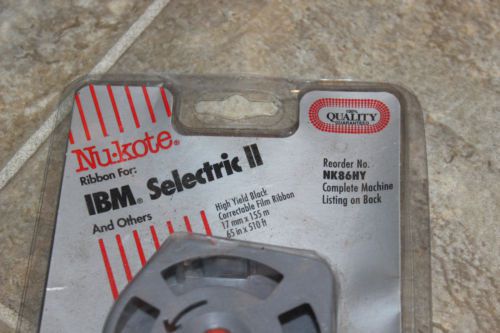 Nu-kote®
Ribbon For:
IBM® Selectric II
And Others
High Yield Black
Correctable Film Ribbon
17 mm x 155 m
.65 in x 510 ft
QUALITY
GUARANTEED
Reorder No.
NK86HY
Complete Machine
Listing on Back